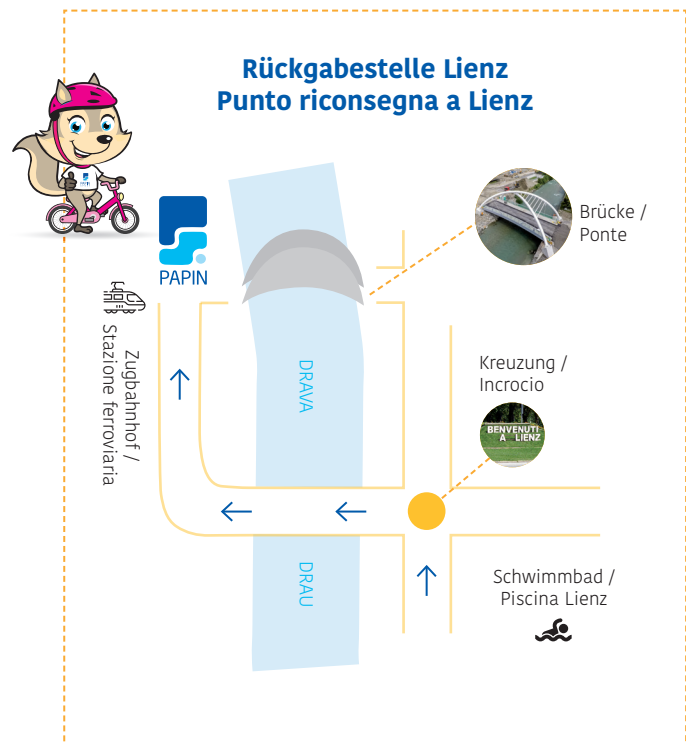 Rückgabestelle Lienz
Punto riconsegna a Lienz
PAPIN
PAPIN
Brücke /
Ponte
Zugbahnhof /
Stazione ferroviaria
DRAVA
Kreuzung /
Incrocio
BENVENUTI
A LIENZ
DRAU
Schwimmbad /
Piscina Lienz